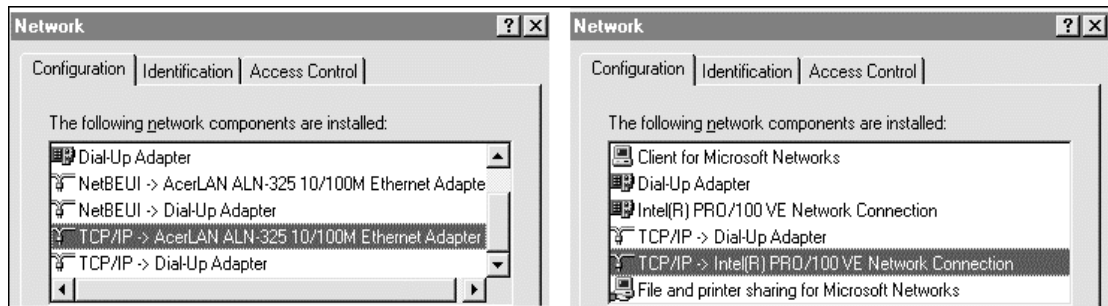 Network
Configuration Identification Access Control
The following network components are installed:
Dial-Up Adapter
NetBEUI -> AcerLAN ALN-325 10/100M Ethernet Adapte
NetBEUI -> Dial-Up Adapter
TCP/IP -> AcerLAN ALN-325 10/100M Ethernet Adapter
TCP/IP -> Dial-Up Adapter
Network
Configuration Identification Access Control
The following network components are installed:
Client for Microsoft Networks
Dial-Up Adapter
Intel(R) PRO/100 VE Network Connection
TCP/IP -> Dial-Up Adapter
TCP/IP -> Intel(R) PRO/100 VE Network Connection
File and printer sharing for Microsoft Networks